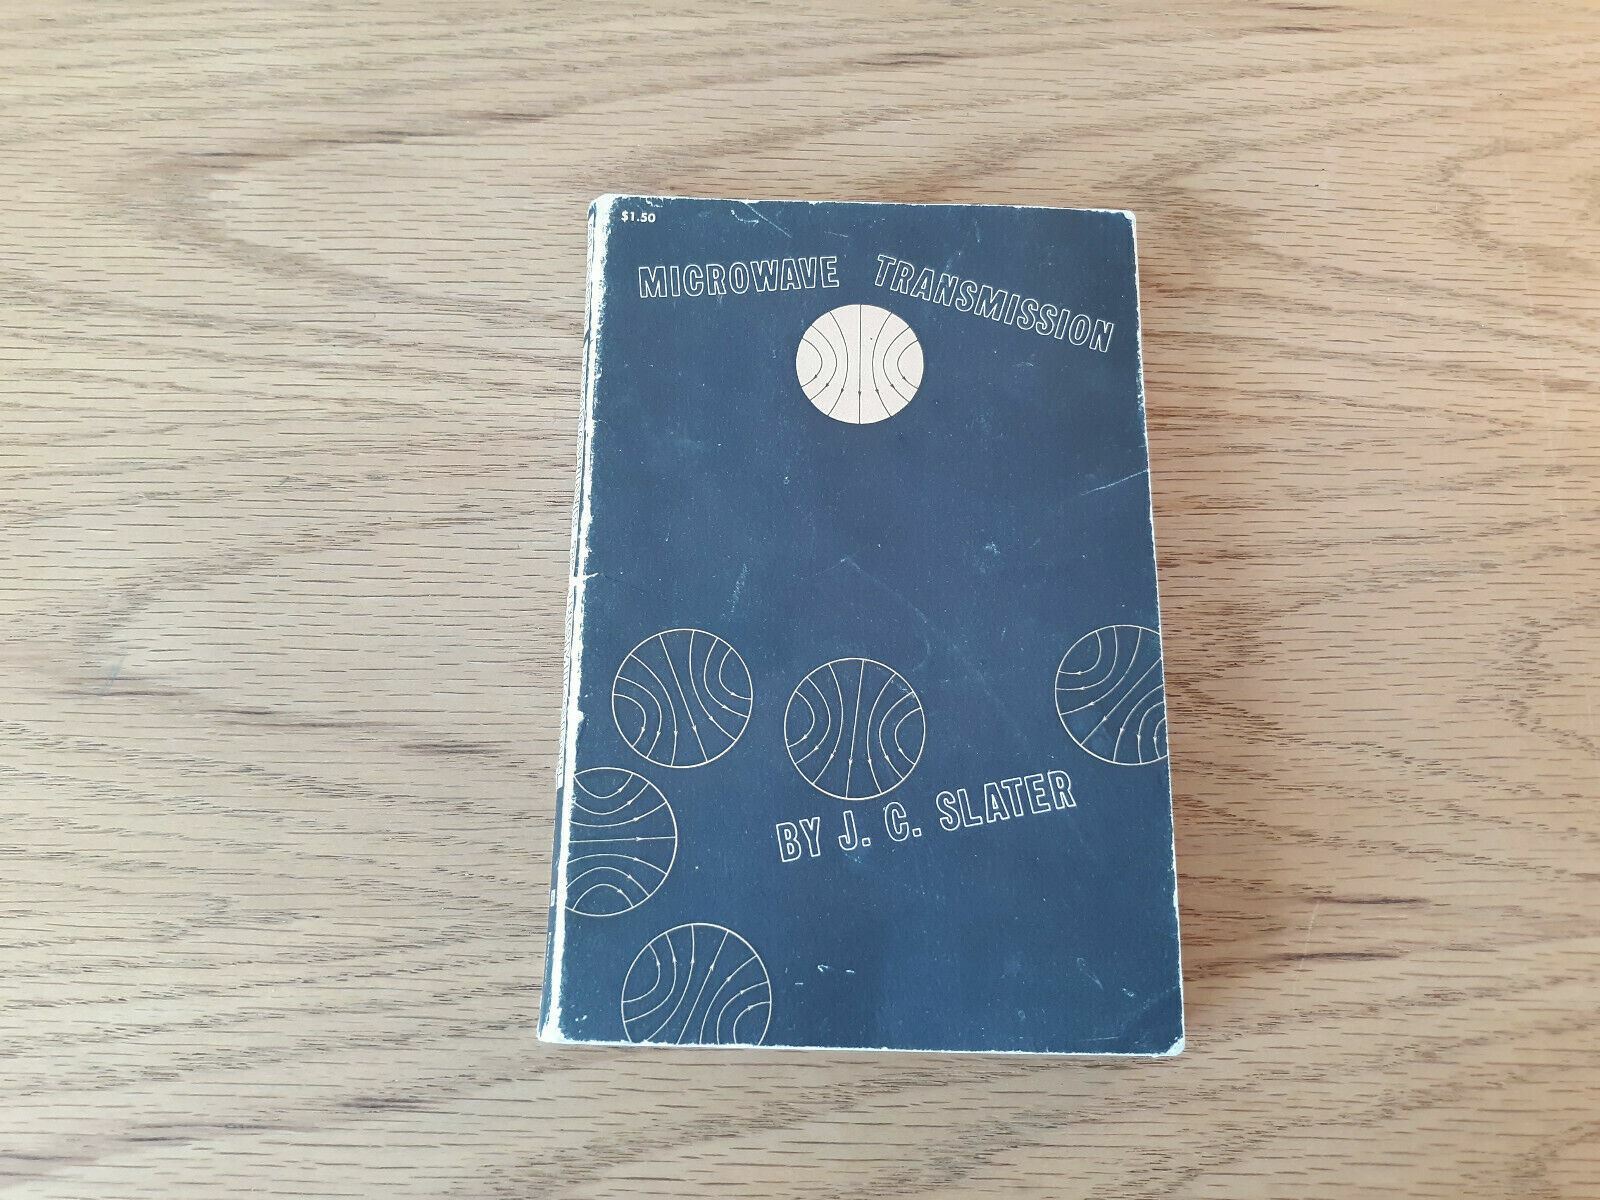 $1.50
MICROWAVE TRANSMISSION
BY J. C. SLATER